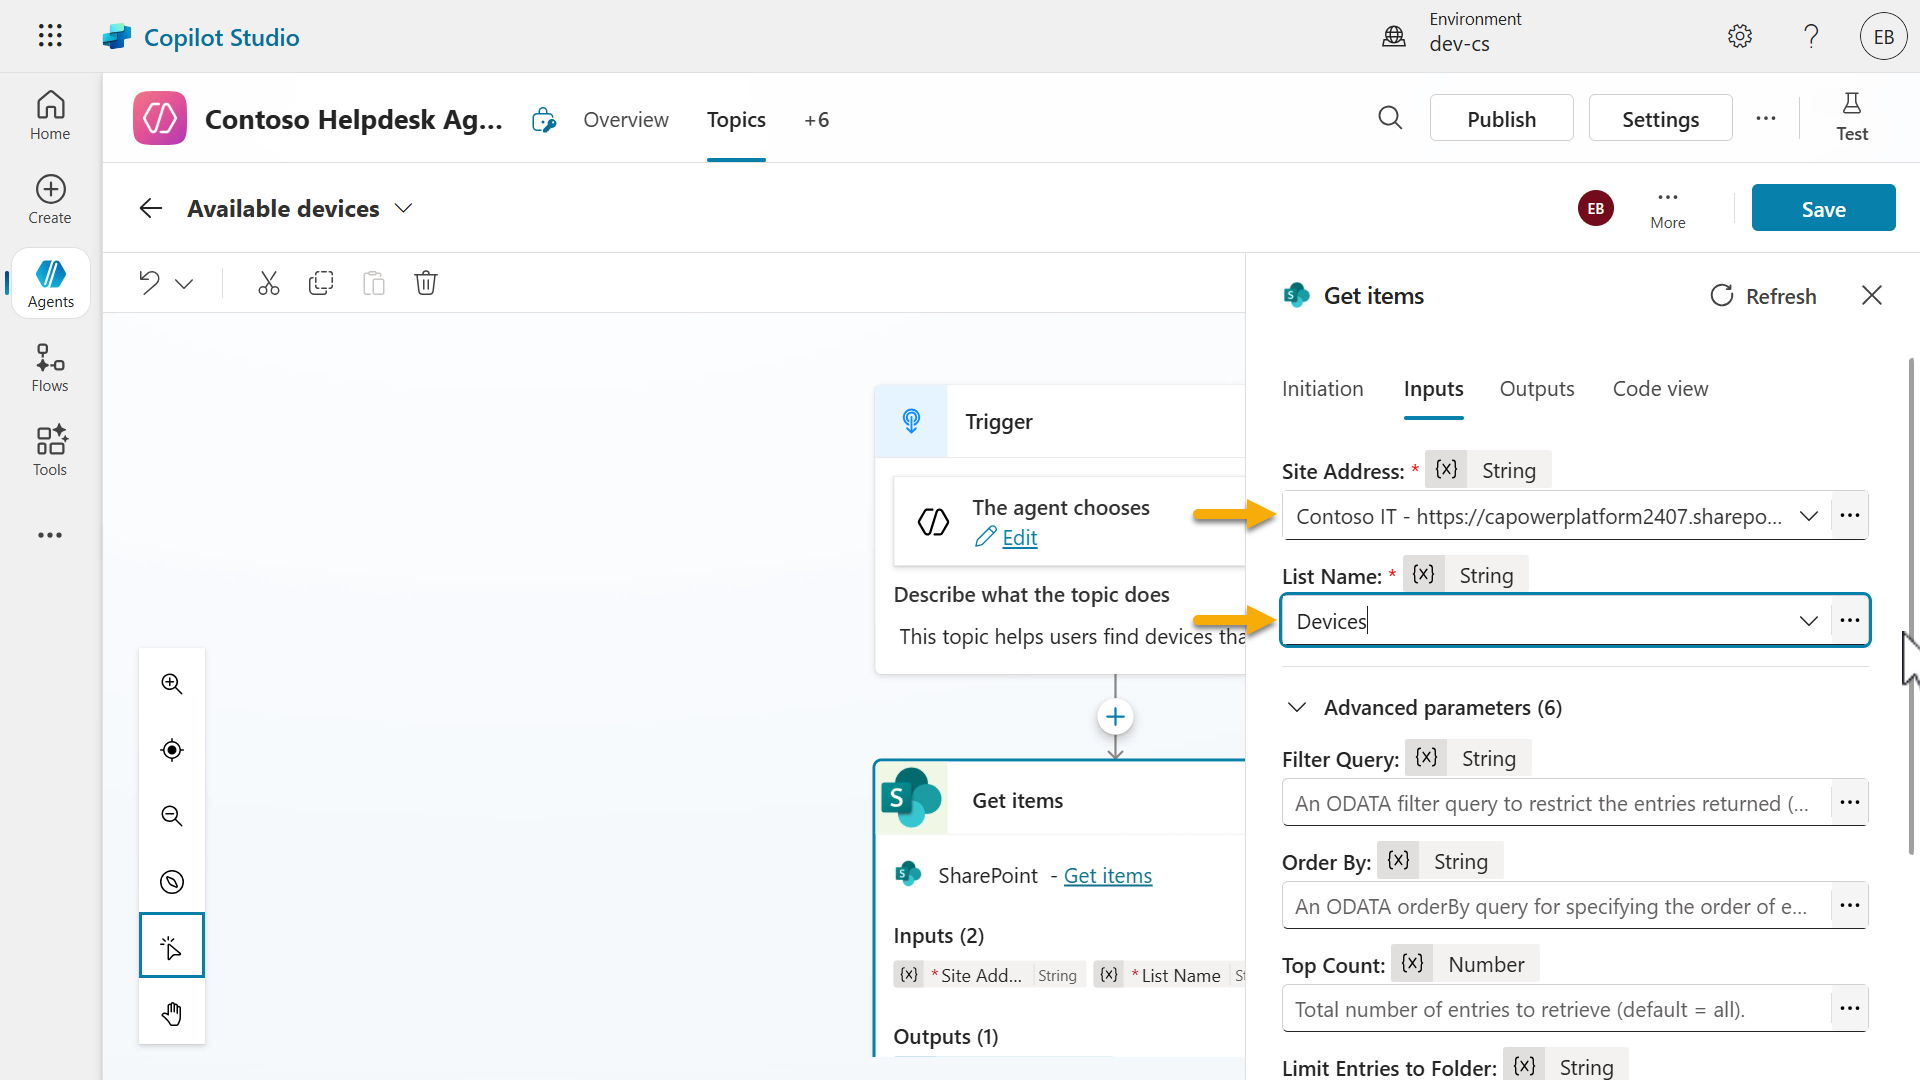 Copilot Studio
Environment
dev-cs
EB
Home
Create
Agents
Flows
Tools
Contoso Helpdesk Ag...
Overview
Topics
+6
Publish
Settings
Test
Available devices
EB
More
Save
Trigger
The agent chooses
Edit
Describe what the topic does
This topic helps users find devices tha
S
Get items
S
SharePoint - Get items
Inputs (2)
{x} *Site Add... String {x} *List Name St
Outputs (1)
S
Get items
Refresh
Initiation
Inputs
Outputs
Code view
Site Address: * {x} String
Contoso IT - https://capowerplatform2407.sharepo...
List Name: * {x} String
Devices
Advanced parameters (6)
Filter Query: {x} String
An ODATA filter query to restrict the entries returned (...
Order By: {x} String
An ODATA orderBy query for specifying the order of e...
Top Count: {x} Number
Total number of entries to retrieve (default = all).
Limit Entries to Folder: {x} String